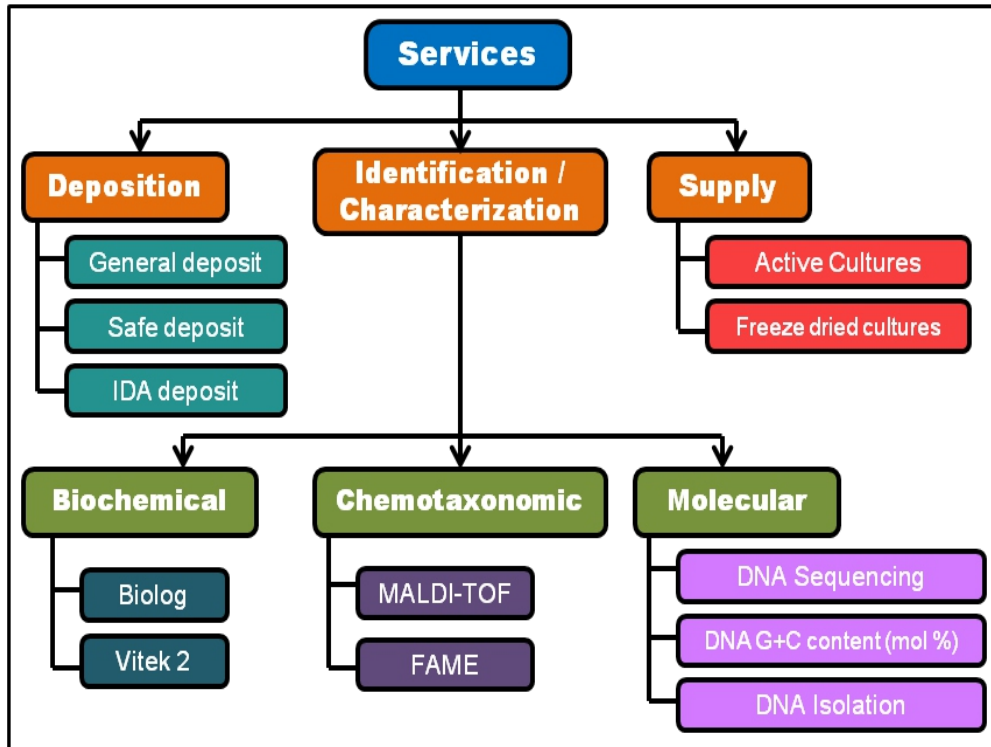 Services
Deposition
Identification /
Characterization
Supply
General deposit
Safe deposit
IDA deposit
Active Cultures
Freeze dried cultures
Biochemical
Chemotaxonomic
Molecular
Biolog
Vitek 2
MALDI-TOF
FAME
DNA Sequencing
DNA G+C content (mol %)
DNA Isolation